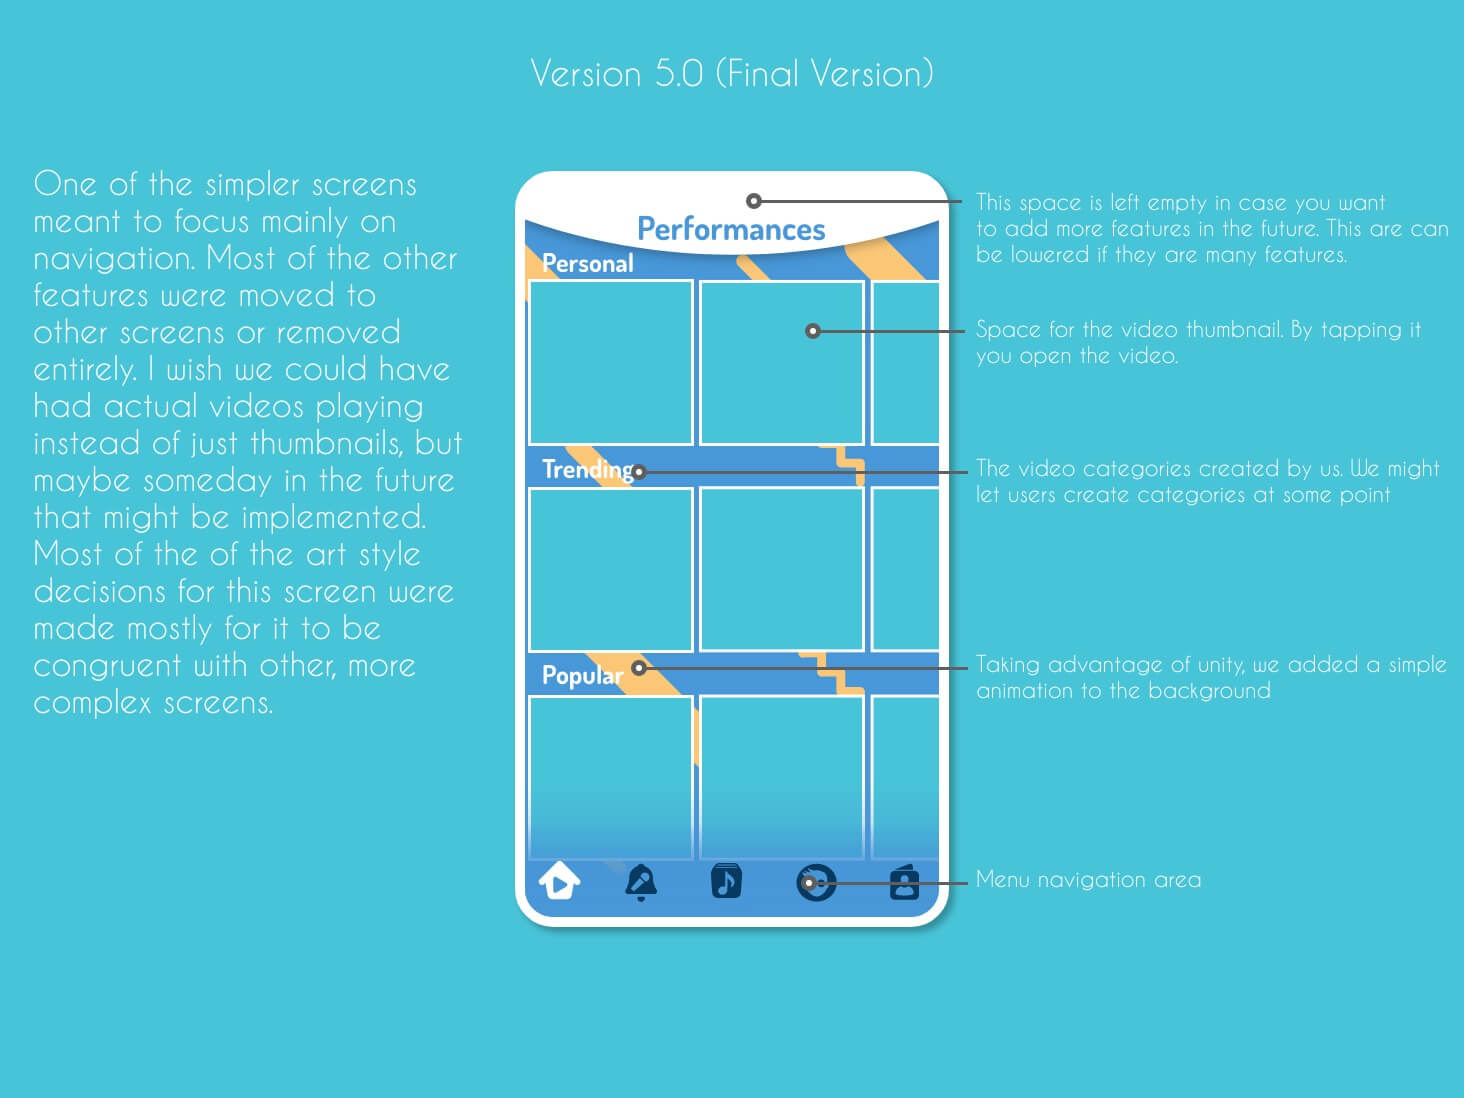 Version 5.0 (Final Version)
One of the simpler screens
meant to focus mainly on
navigation. Most of the other
features were moved to
other screens or removed
entirely. I wish we could have
had actual videos playing
instead of just thumbnails, but
maybe someday in the future
that might be implemented.
Most of the of the art style
decisions for this screen were
made mostly for it to be
congruent with other, more
complex screens.
Performances
Personal
Trending
Popular
This space is left empty in case you want
to add more features in the future. This are can
be lowered if they are many features.
Space for the video thumbnail. By tapping it
you open the video.
The video categories created by us. We might
let users create categories at some point
Taking advantage of unity, we added a simple
animation to the background
Menu navigation area